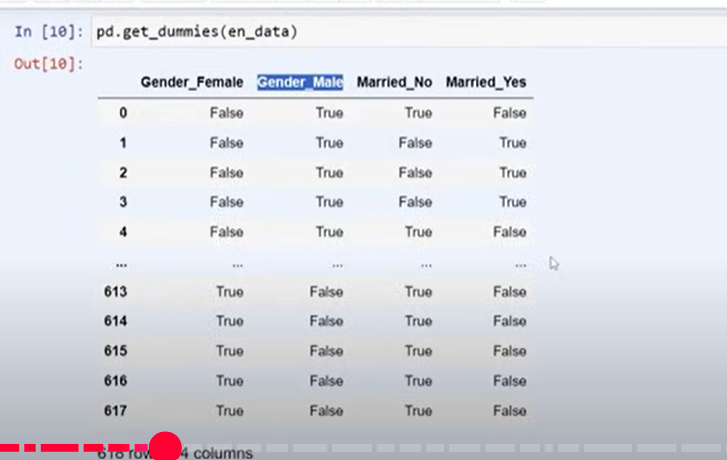 In [10]: pd.get_dummies(en_data)
Out[10]:
Gender_Female Gender_Male Married_No Married_Yes
0 False True True False
1 False True False True
2 False True False True
3 False True False True
4 False True True False
... ... ... ... ...
613 True False True False
614 True False True False
615 True False True False
616 True False True False
617 True False True False
618 4 columns